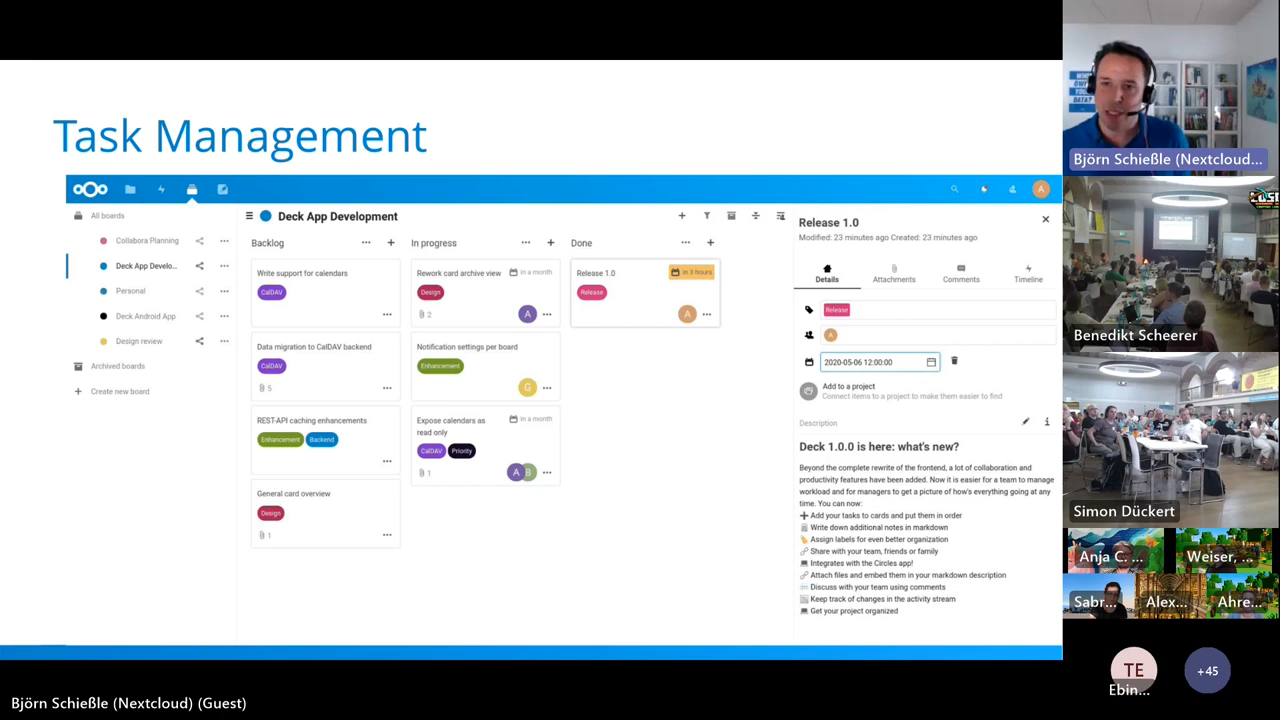 Task Management
A
All boards
Collabora Planning
Deck App Develo...
Personal
Deck Android App
Design review
Archived boards
Create new board
Deck App Development
Backlog
Write support for calendars
CalDAV
Data migration to CalDAV backend
CalDAV
5
REST-API caching enhancements
Enhancement Backend
General card overview
Design
1
In progress
Rework card archive view in a month
Design
2 A
Notification settings per board
Enhancement
G
Expose calendars as in a month
read only
CalDAV Priority
1 A B
Done
Release 1.0 in 3 hours
Release
A
Release 1.0
Modified: 23 minutes ago Created: 23 minutes ago
Details Attachments Comments Timeline
Release
A
2020-05-06 12:00:00
Add to a project
Connect items to a project to make them easier to find
Description
Deck 1.0.0 is here: what's new?
Beyond the complete rewrite of the frontend, a lot of collaboration and
productivity features have been added. Now it is easier for a team to manage
workload and for managers to get a picture of how's everything going at any
time. You can now:
Add your tasks to cards and put them in order
Write down additional notes in markdown
Assign labels for even better organization
Share with your team, friends or family
Integrates with the Circles app!
Attach files and embed them in your markdown description
Discuss with your team using comments
Keep track of changes in the activity stream
Get your project organized
Björn Schießle (Nextcloud) (Guest)
Björn Schießle (Nextcloud...
Benedikt Scheerer
Simon Dückert
Anja C. ... Weiser, ...
Sabr... Alex... Ahre...
TE +45
Ebin...